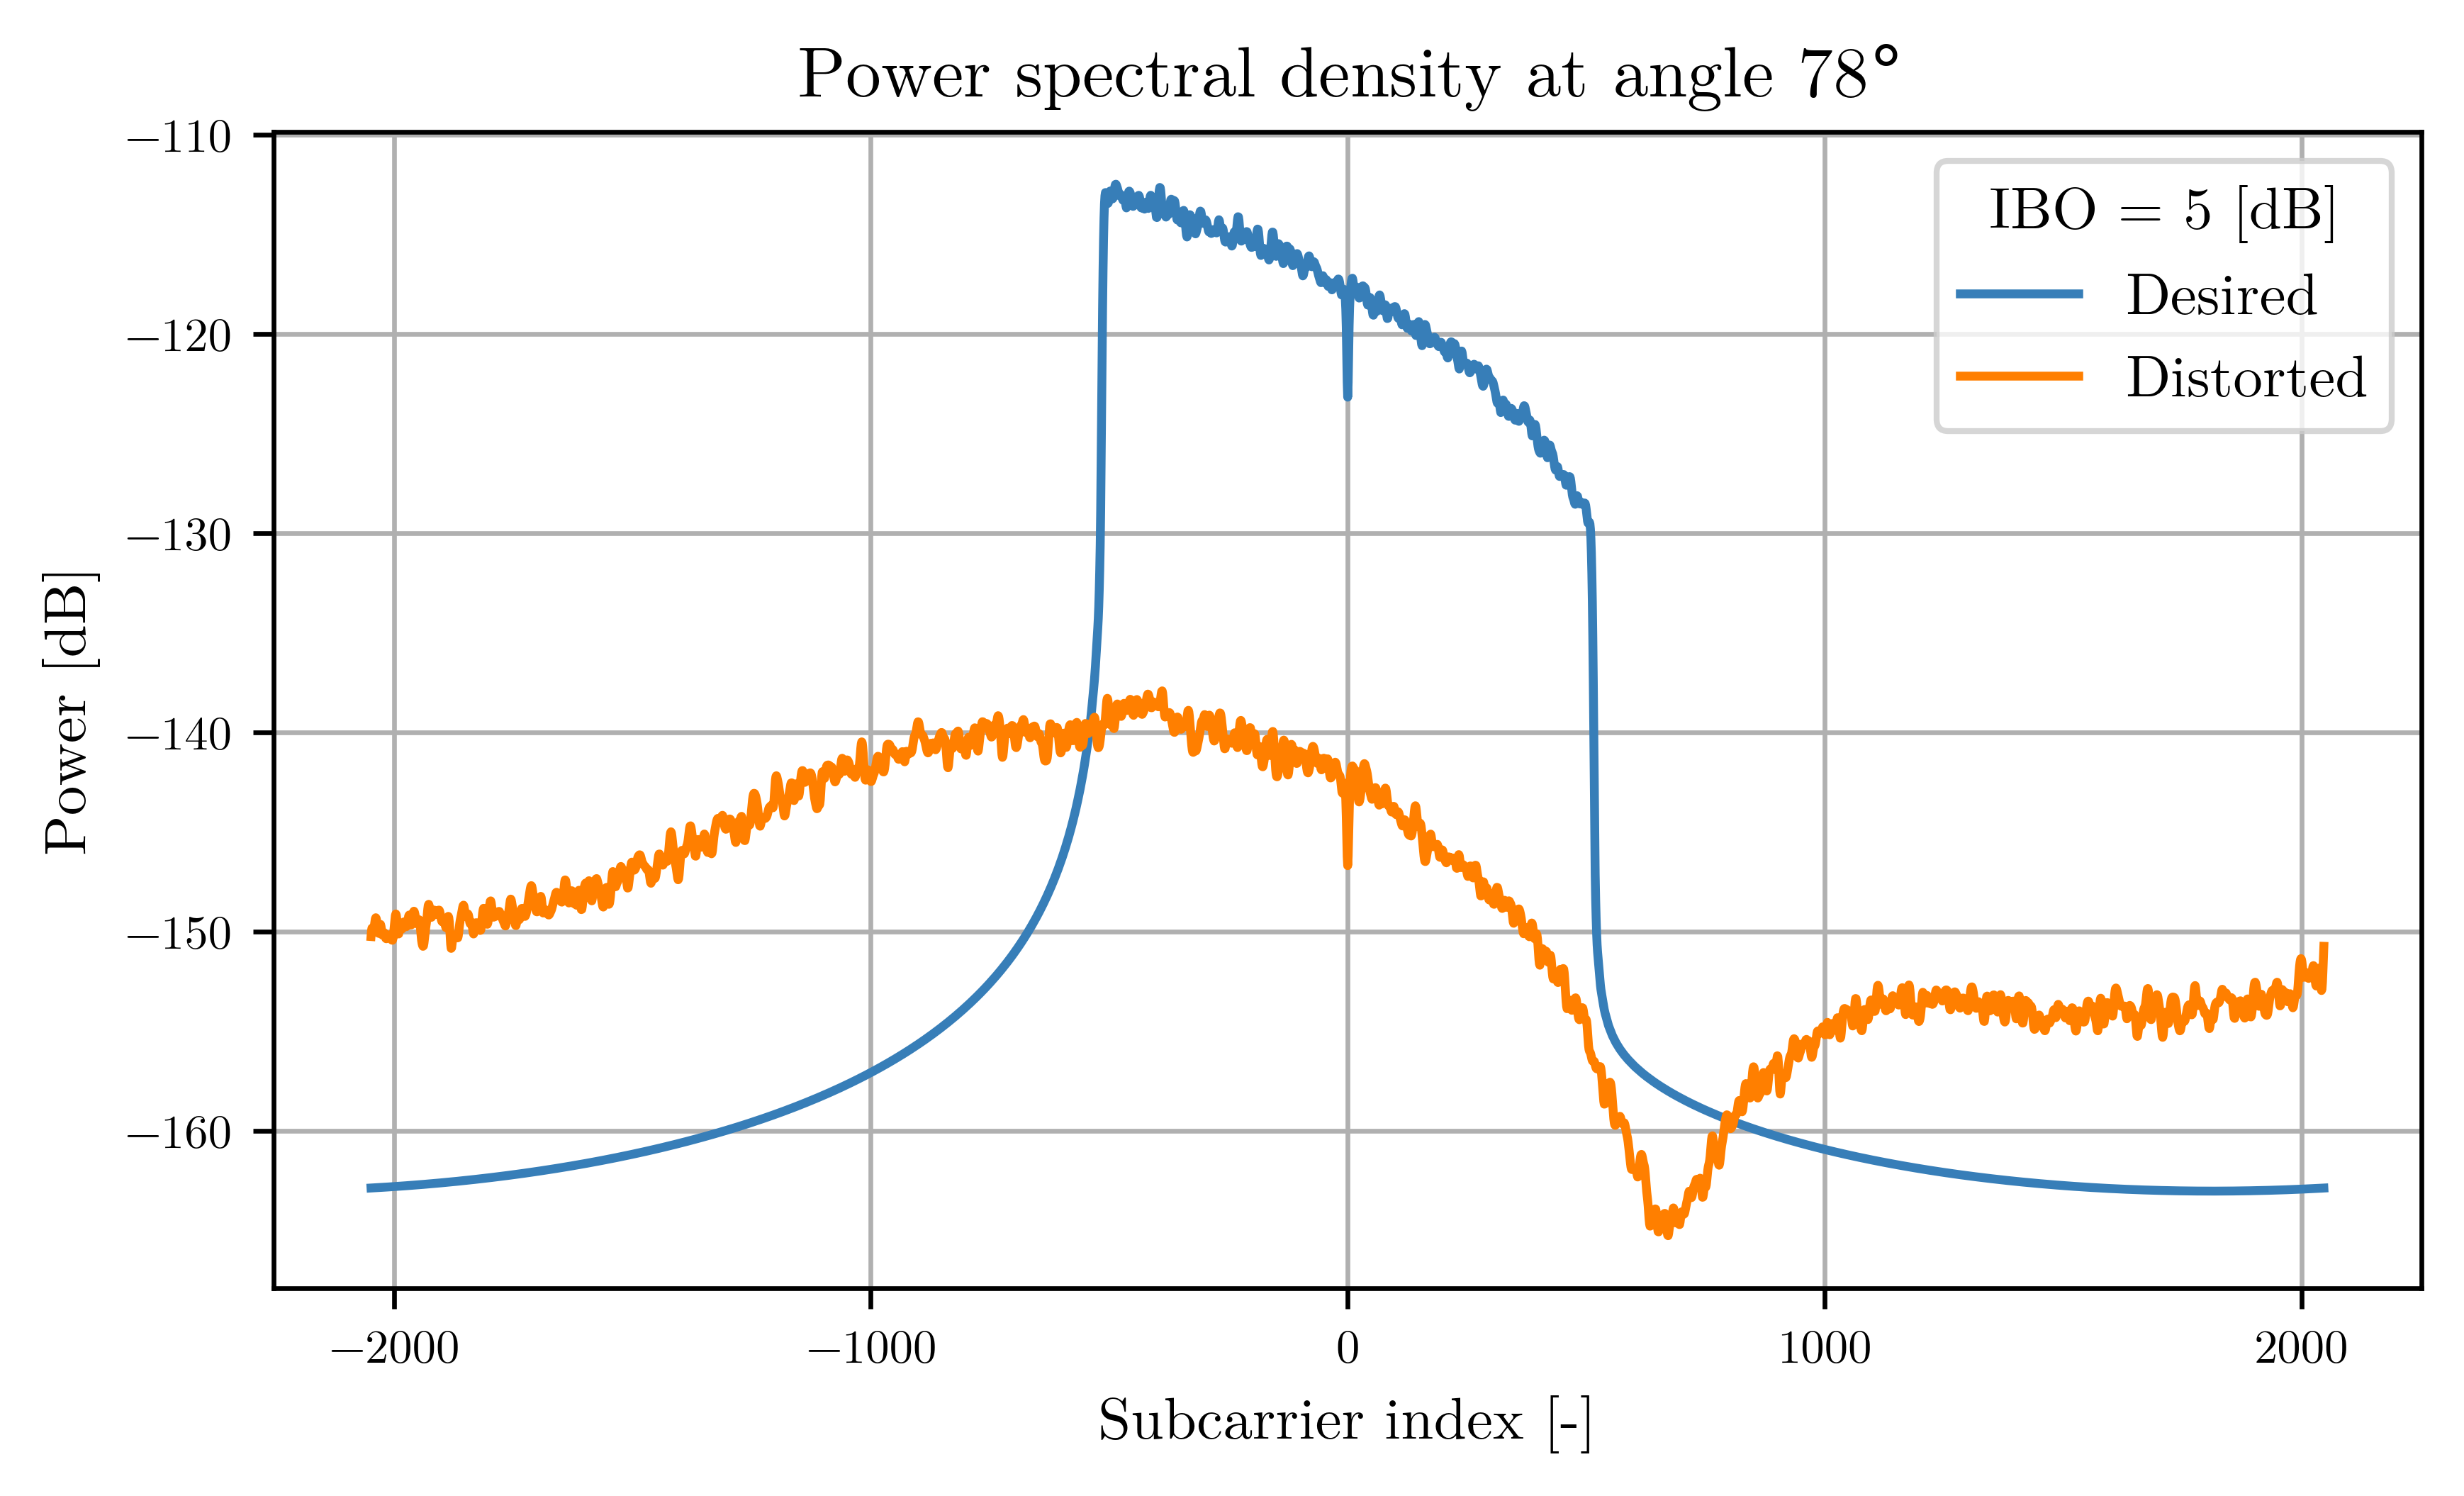 Power spectral density at angle 78°
−110
−120
−130
−140
−150
−160
Power [dB]
IBO = 5 [dB]
Desired
Distorted
−2000
−1000
0
1000
2000
Subcarrier index [-]